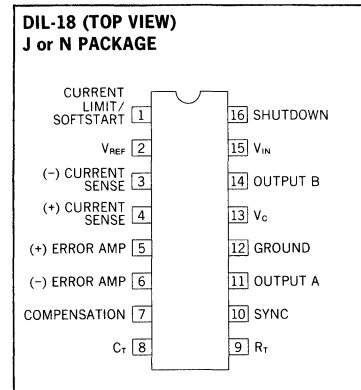 DIL-18 (TOP VIEW)
J or N PACKAGE
CURRENT
LIMIT/
SOFTSTART 1
16 SHUTDOWN
VREF 2
15 VIN
(-) CURRENT
SENSE 3
14 OUTPUT B
(+) CURRENT
SENSE 4
13 VC
(+) ERROR AMP 5
12 GROUND
(-) ERROR AMP 6
11 OUTPUT A
COMPENSATION 7
10 SYNC
CT 8
9 RT